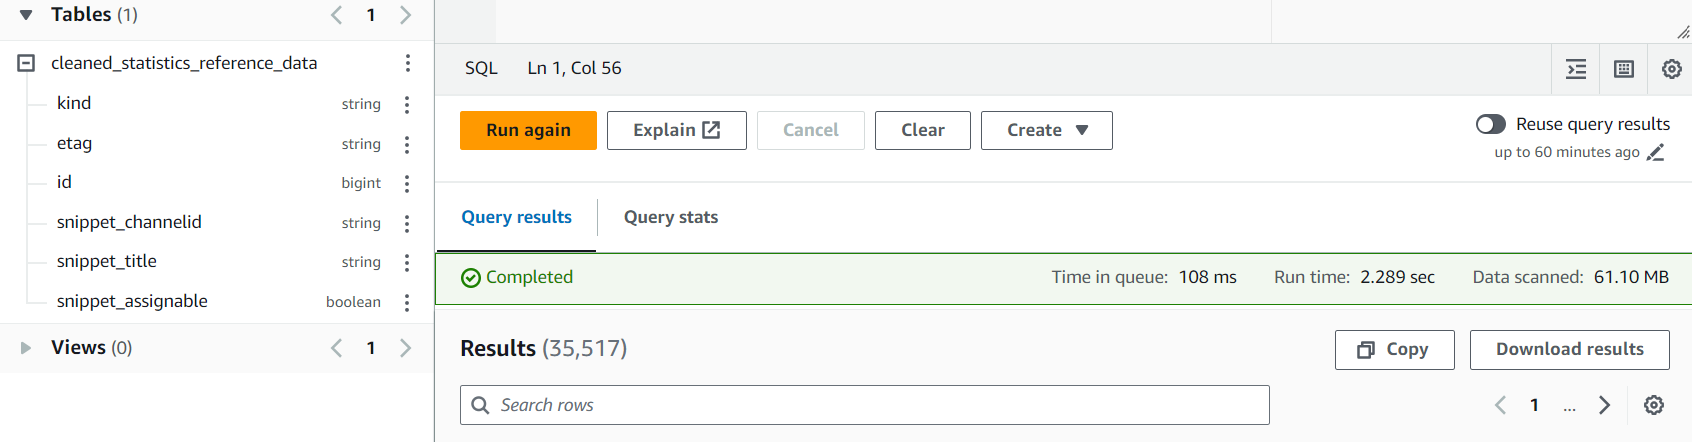 Tables (1)
1
cleaned_statistics_reference_data
kind string
etag string
id bigint
snippet_channelid string
snippet_title string
snippet_assignable boolean
Views (0)
1
SQL Ln 1, Col 56
Run again Explain Cancel Clear Create
Reuse query results
up to 60 minutes ago
Query results Query stats
Completed Time in queue: 108 ms Run time: 2.289 sec Data scanned: 61.10 MB
Results (35,517)
Copy Download results
Search rows
1 ...